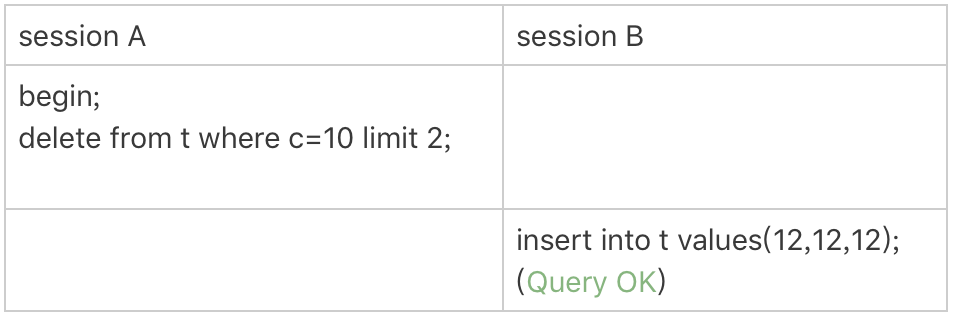 session A
session B
begin;
delete from t where c=10 limit 2;
insert into t values(12,12,12);
(Query OK)